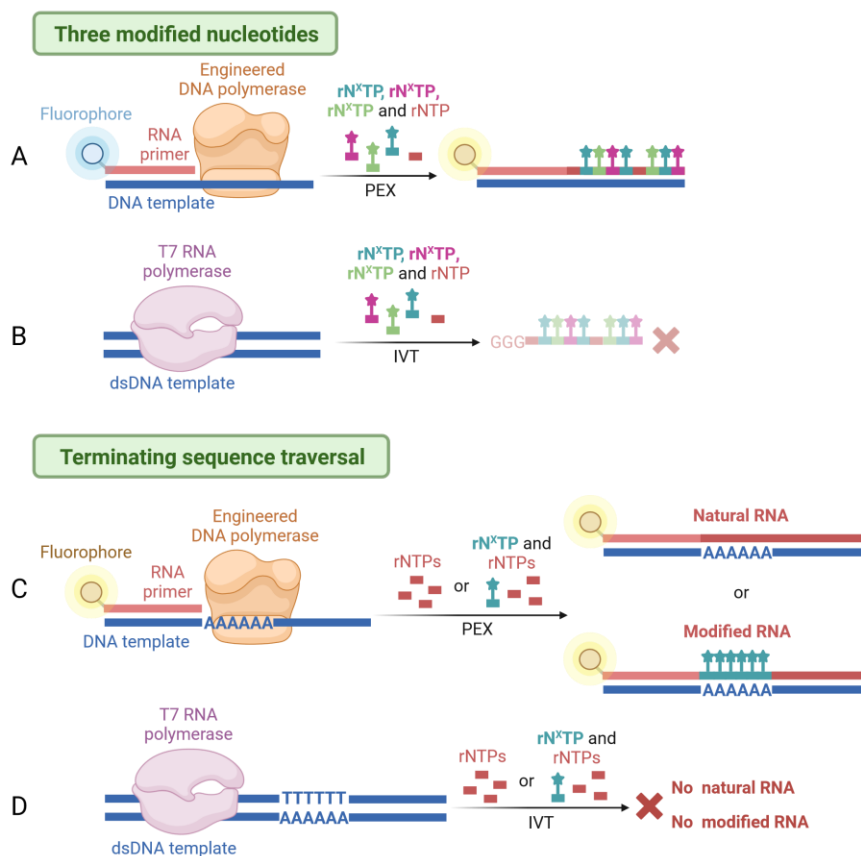 Three modified nucleotides
A
Fluorophore
RNA
primer
Engineered
DNA polymerase
DNA template
rNˣTP, rNˣTP,
rNˣTP and rNTP
PEX
B
T7 RNA
polymerase
dsDNA template
rNˣTP, rNˣTP,
rNˣTP and rNTP
IVT
GGG
Terminating sequence traversal
C
Fluorophore
RNA
primer
Engineered
DNA polymerase
AAAAAA
DNA template
rNTPs
or
rNˣTP and
rNTPs
PEX
Natural RNA
AAAAAA
or
Modified RNA
AAAAAA
D
T7 RNA
polymerase
TTTTTT
AAAAAA
dsDNA template
rNTPs
or
rNˣTP and
rNTPs
IVT
No natural RNA
No modified RNA